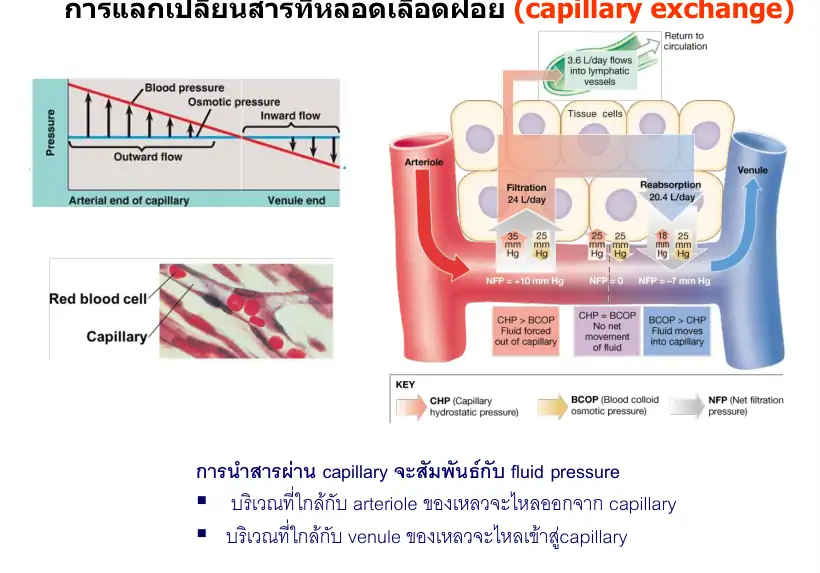 การแลกเปลี่ยนสารที่หลอดเลือดฝอย (capillary exchange)
Blood pressure
Osmotic pressure
Inward flow
Pressure
Outward flow
Arterial end of capillary
Venule end
Red blood cell
Capillary
Return to
circulation
3.6 L/day flows
into lymphatic
vessels
Tissue cells
Arteriole
Venule
Filtration
24 L/day
Reabsorption
20.4 L/day
35
mm
Hg
25
mm
Hg
25
mm
Hg
25
mm
Hg
18
mm
Hg
25
mm
Hg
NFP = +10 mm Hg
NFP = 0
NFP = –7 mm Hg
CHP > BCOP
Fluid forced
out of capillary
CHP = BCOP
No net
movement
of fluid
BCOP > CHP
Fluid moves
into capillary
KEY
CHP (Capillary
hydrostatic pressure)
BCOP (Blood colloid
osmotic pressure)
NFP (Net filtration
pressure)
การนำสารผ่าน capillary จะสัมพันธ์กับ fluid pressure
▪ บริเวณที่ใกล้กับ arteriole ของเหลวจะไหลออกจาก capillary
▪ บริเวณที่ใกล้กับ venule ของเหลวจะไหลเข้าสู่capillary